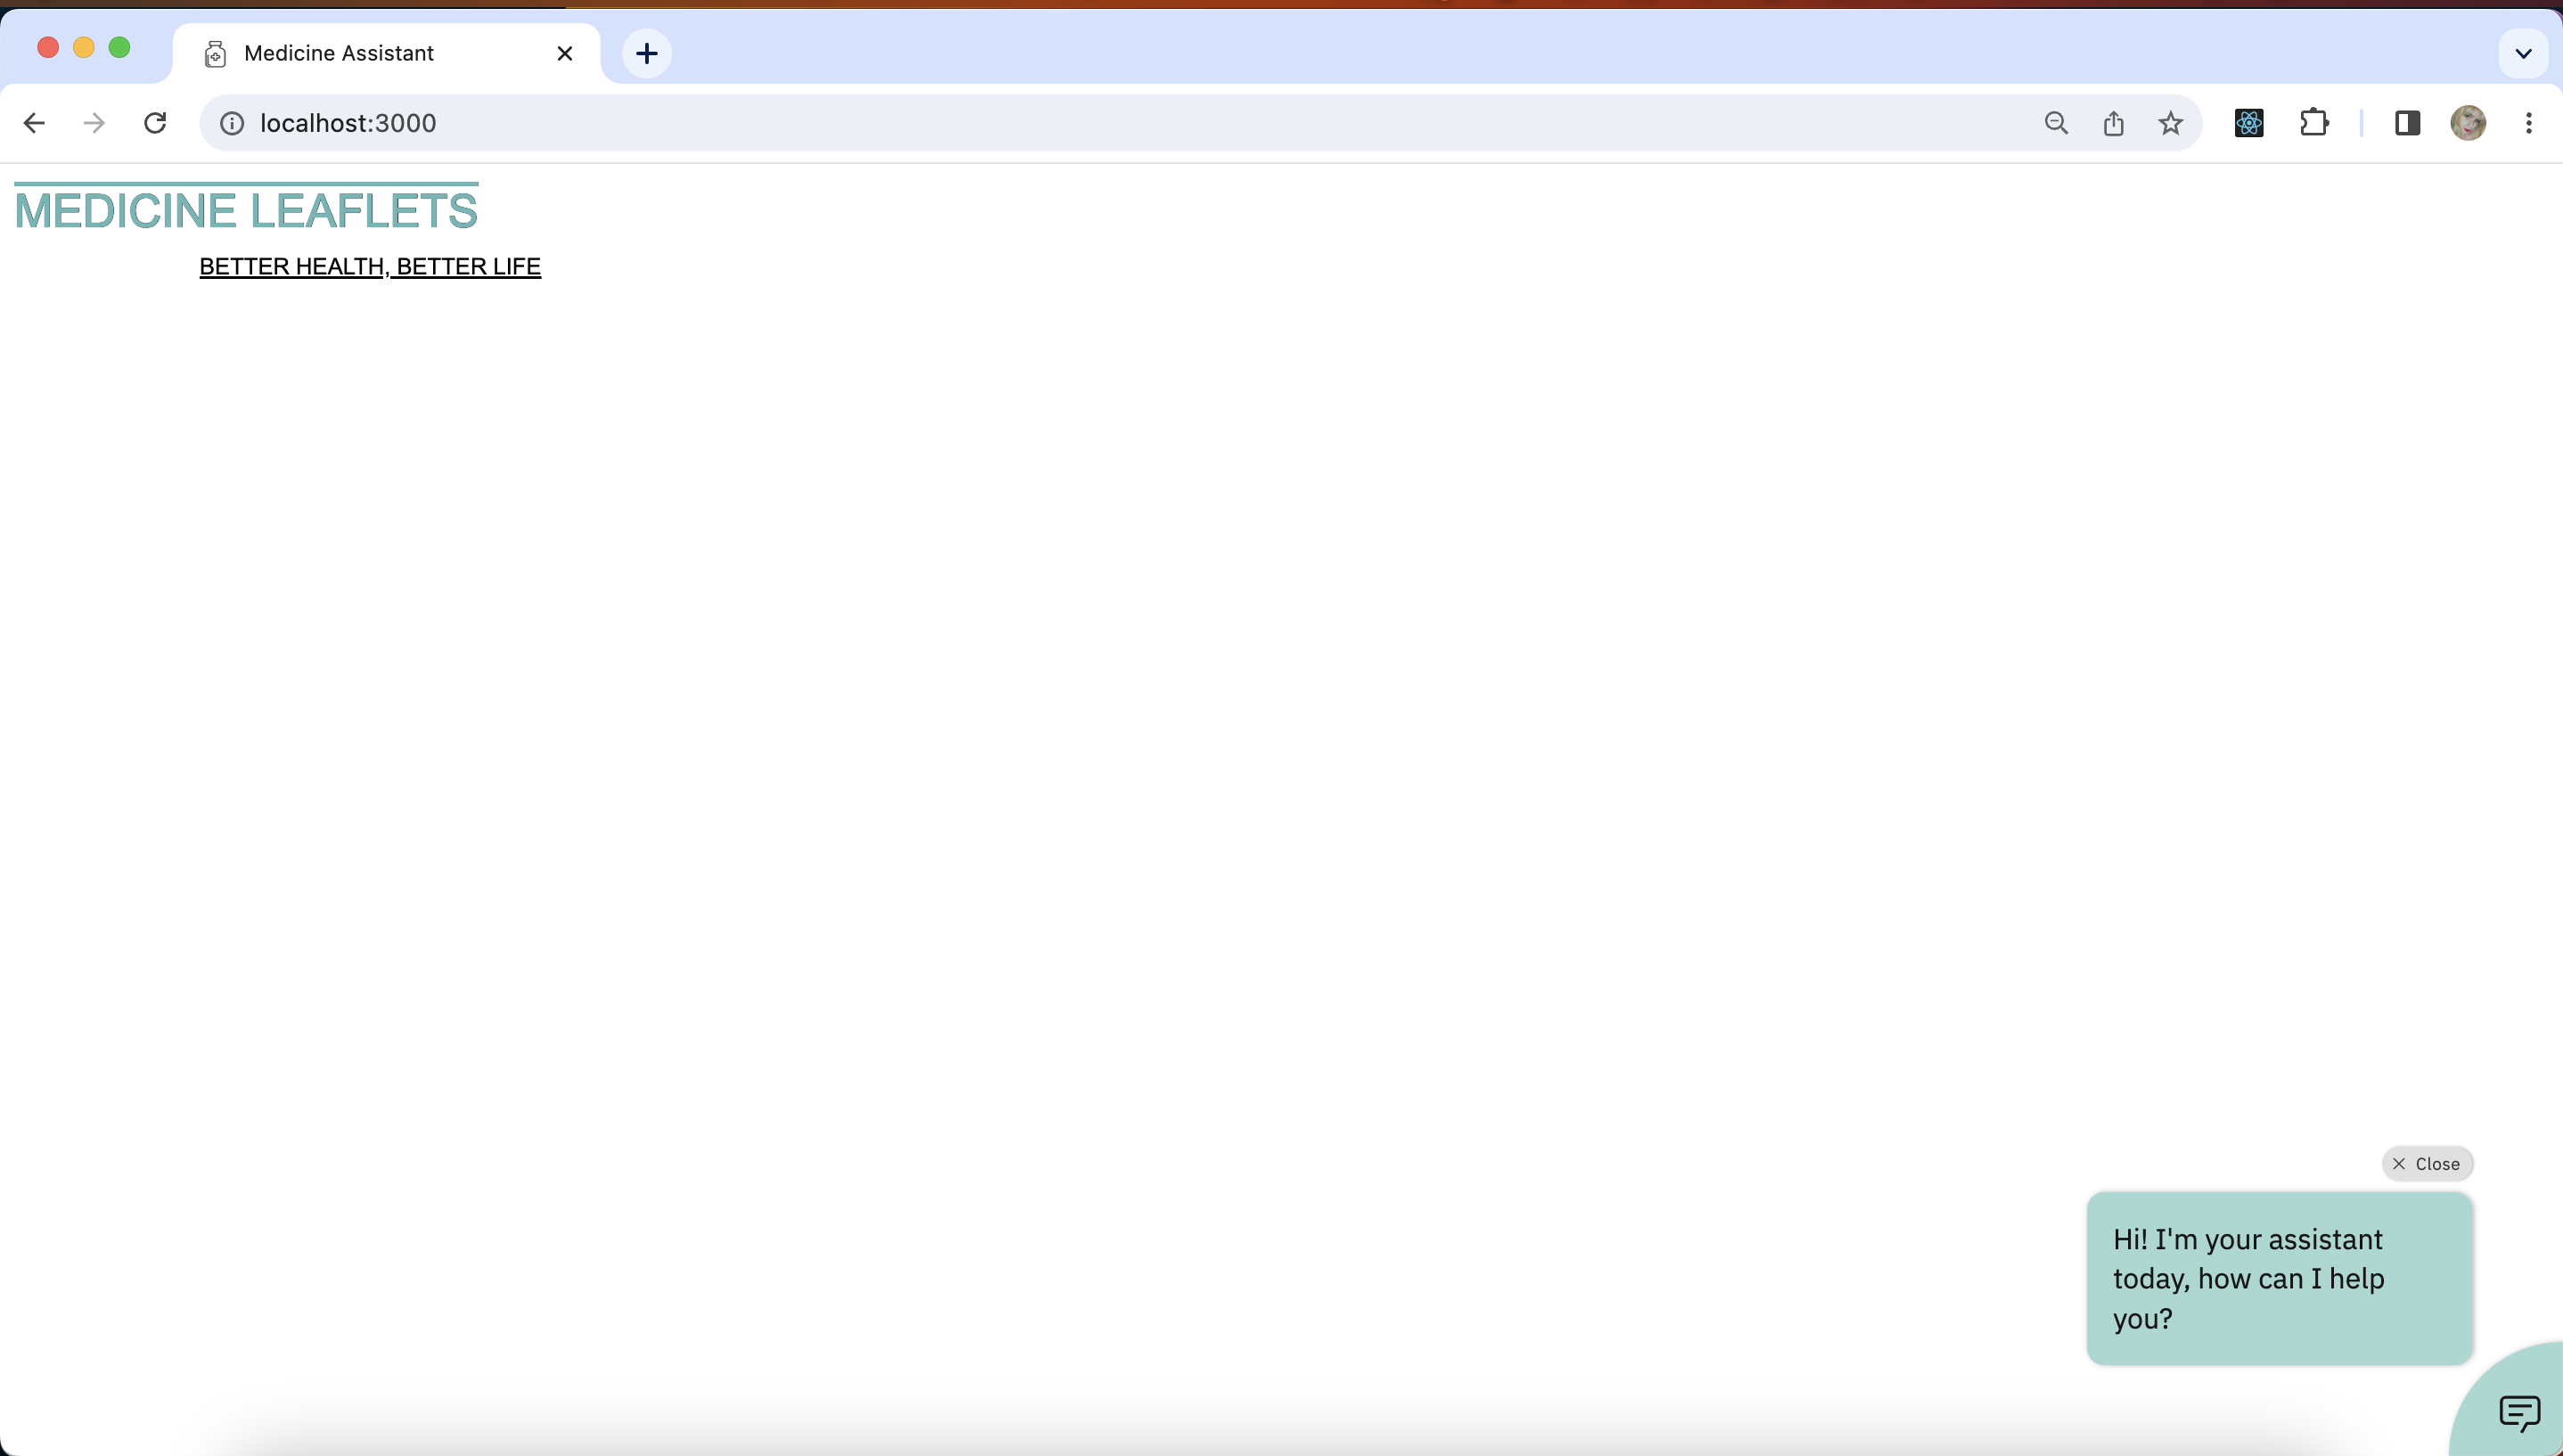 Medicine Assistant
localhost:3000
MEDICINE LEAFLETS
BETTER HEALTH, BETTER LIFE
Close
Hi! I'm your assistant
today, how can I help
you?